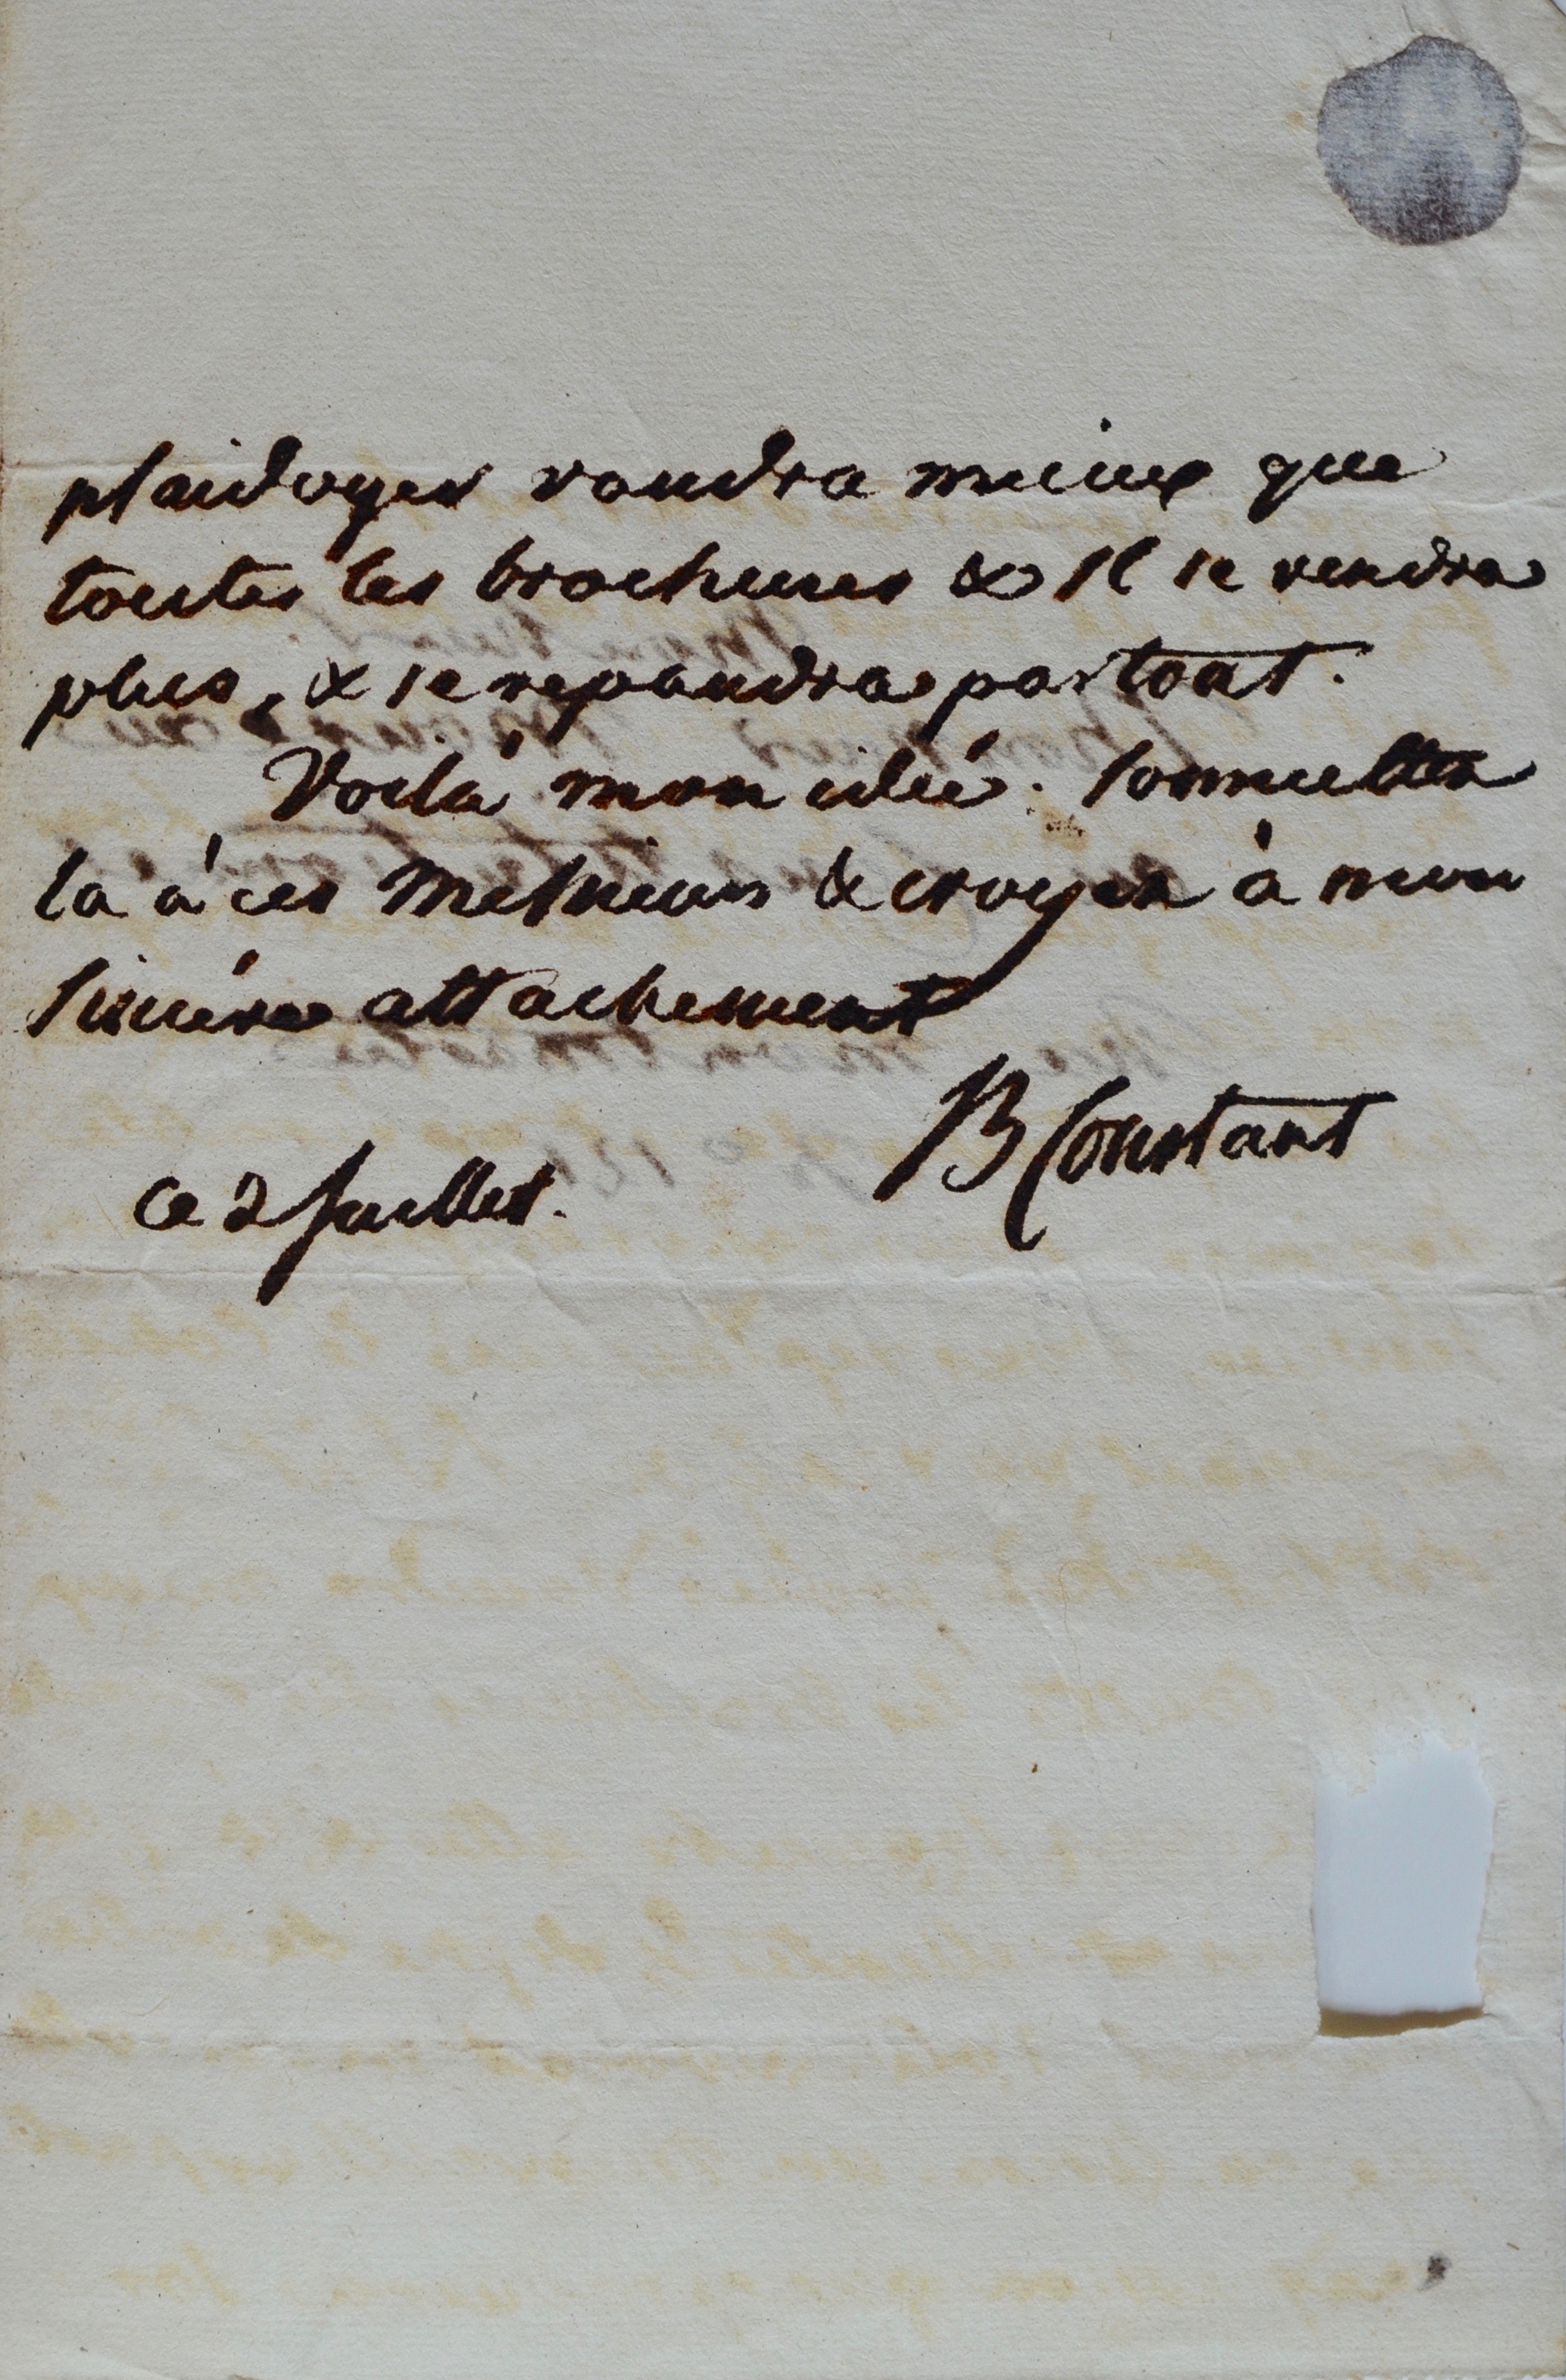 plaidoyer vaudra mieux que
toutes les brochures & il se vendra
plus, & se repandra partout.
Voilà mon idée. Soumettez
la à ces Messieurs & croyez à mon
sincère attachement
B Constant
Ce 2 Juillet.